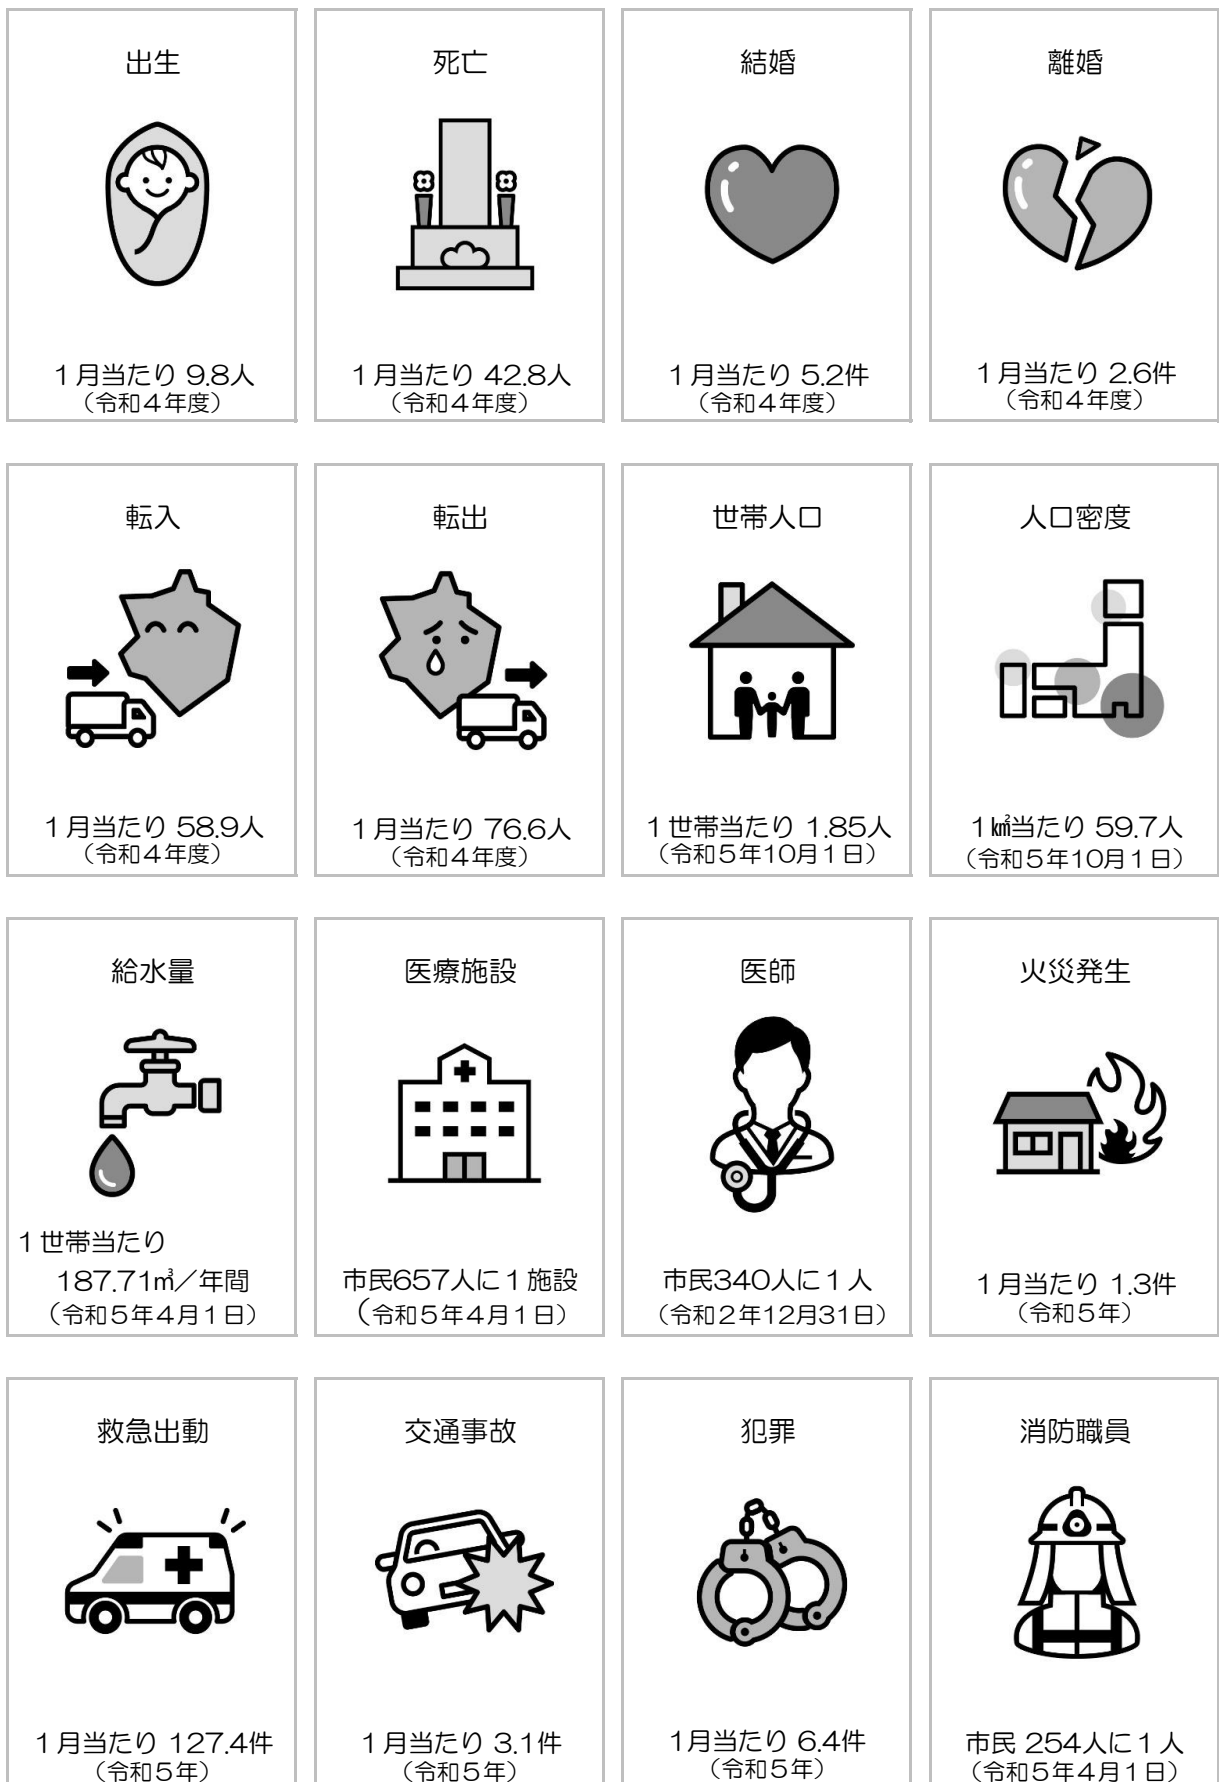 出生
1月当たり 9.8人
（令和4年度）
死亡
1月当たり 42.8人
（令和4年度）
結婚
1月当たり 5.2件
（令和4年度）
離婚
1月当たり 2.6件
（令和4年度）
転入
1月当たり 58.9人
（令和4年度）
転出
1月当たり 76.6人
（令和4年度）
世帯人口
1世帯当たり 1.85人
（令和5年10月1日）
人口密度
1㎢当たり 59.7人
（令和5年10月1日）
給水量
1世帯当たり
187.71㎥／年間
（令和5年4月1日）
医療施設
市民657人に1施設
（令和5年4月1日）
医師
市民340人に1人
（令和2年12月31日）
火災発生
1月当たり 1.3件
（令和5年）
救急出動
1月当たり 127.4件
（令和5年）
交通事故
1月当たり 3.1件
（令和5年）
犯罪
1月当たり 6.4件
（令和5年）
消防職員
市民 254人に1人
（令和5年4月1日）